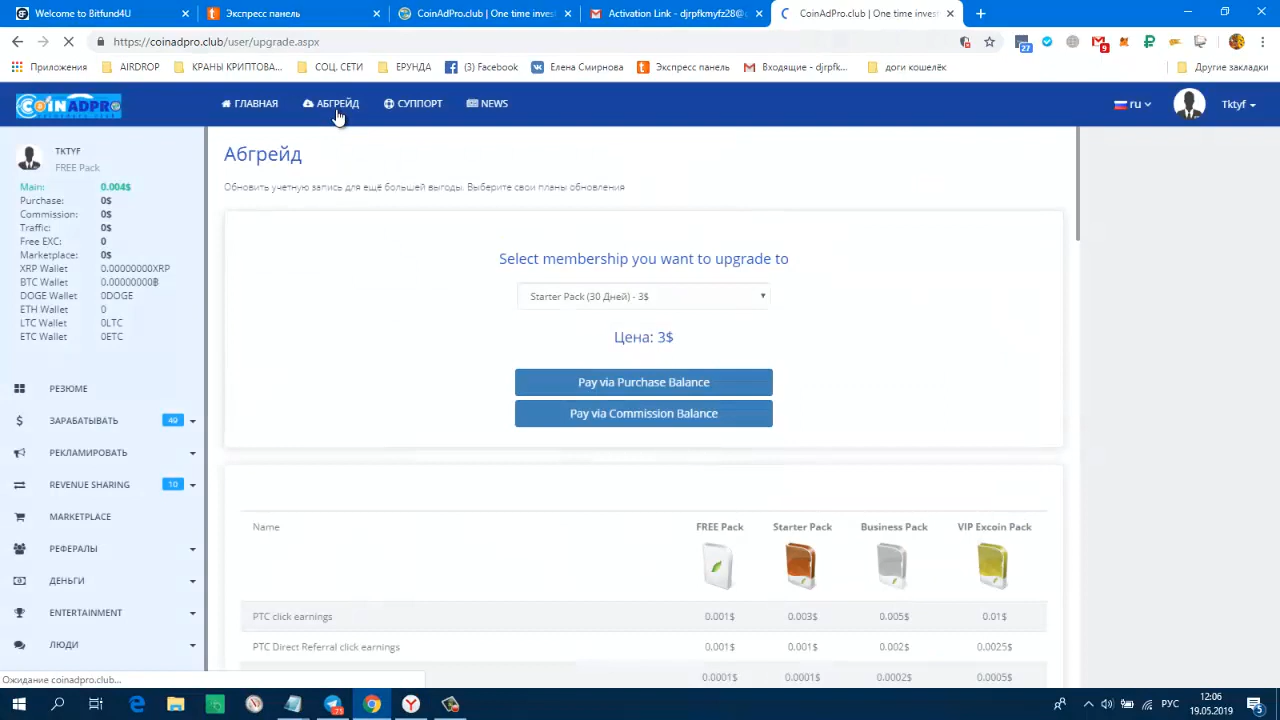 Welcome to Bitfund4U
Экспресс панель
CoinAdPro.club | One time invest
Activation Link - djrpfkmyfz28@
CoinAdPro.club | One time invest
https://coinadpro.club/user/upgrade.aspx
27
9
Приложения
AIRDROP
КРАНЫ КРИПТОВА...
СОЦ. СЕТИ
ЕРУНДА
(3) Facebook
Елена Смирнова
Экспресс панель
Входящие - djrpfk...
доги кошелёк
Другие закладки
COINADPRO
ГЛАВНАЯ
АБГРЕЙД
СУППОРТ
NEWS
ru
Tktyf
TKTYF
FREE Pack
Main: 0.004$
Purchase: 0$
Commission: 0$
Traffic: 0$
Free EXC: 0
Marketplace: 0$
XRP Wallet 0.00000000XRP
BTC Wallet 0.00000000฿
DOGE Wallet 0DOGE
ETH Wallet 0
LTC Wallet 0LTC
ETC Wallet 0ETC
РЕЗЮМЕ
ЗАРАБАТЫВАТЬ 49
РЕКЛАМИРОВАТЬ
REVENUE SHARING 10
MARKETPLACE
РЕФЕРАЛЫ
ДЕНЬГИ
ENTERTAINMENT
ЛЮДИ
Абгрейд
Обновить учетную запись для ещё большей выгоды. Выберите свои планы обновления
Select membership you want to upgrade to
Starter Pack (30 Дней) - 3$
Цена: 3$
Pay via Purchase Balance
Pay via Commission Balance
Name FREE Pack Starter Pack Business Pack VIP Excoin Pack
PTC click earnings 0.001$ 0.003$ 0.005$ 0.01$
PTC Direct Referral click earnings 0.001$ 0.001$ 0.002$ 0.0025$
0.0001$ 0.0001$ 0.0002$ 0.0005$
Ожидание coinadpro.club...
РУС
12:06
19.05.2019
5